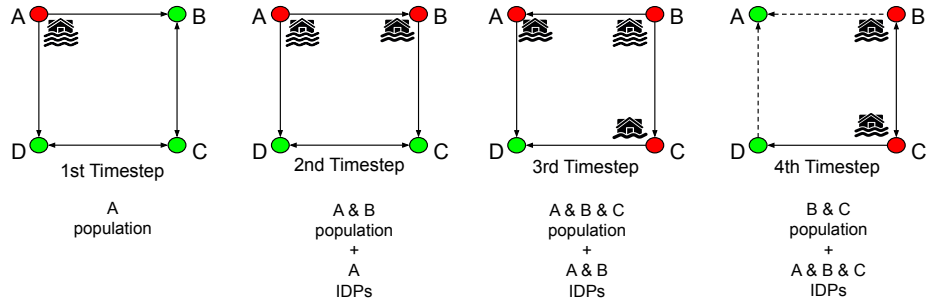 A B A B A B A B
D C D C D C D C
1st Timestep 2nd Timestep 3rd Timestep 4th Timestep
A A & B A & B & C B & C
population population population population
+ + +
A A & B A & B & C
IDPs IDPs IDPs